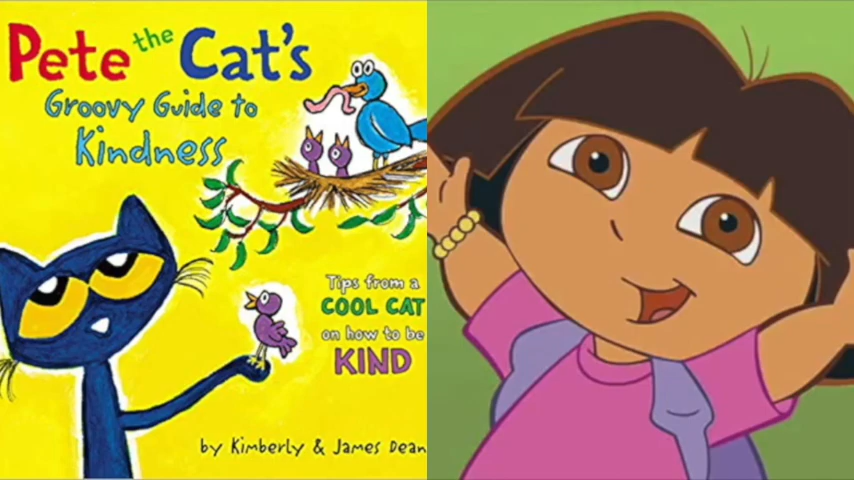 Pete the Cat's
Groovy Guide to
Kindness
Tips from a
COOL CAT
on how to be
KIND
by Kimberly & James Dean